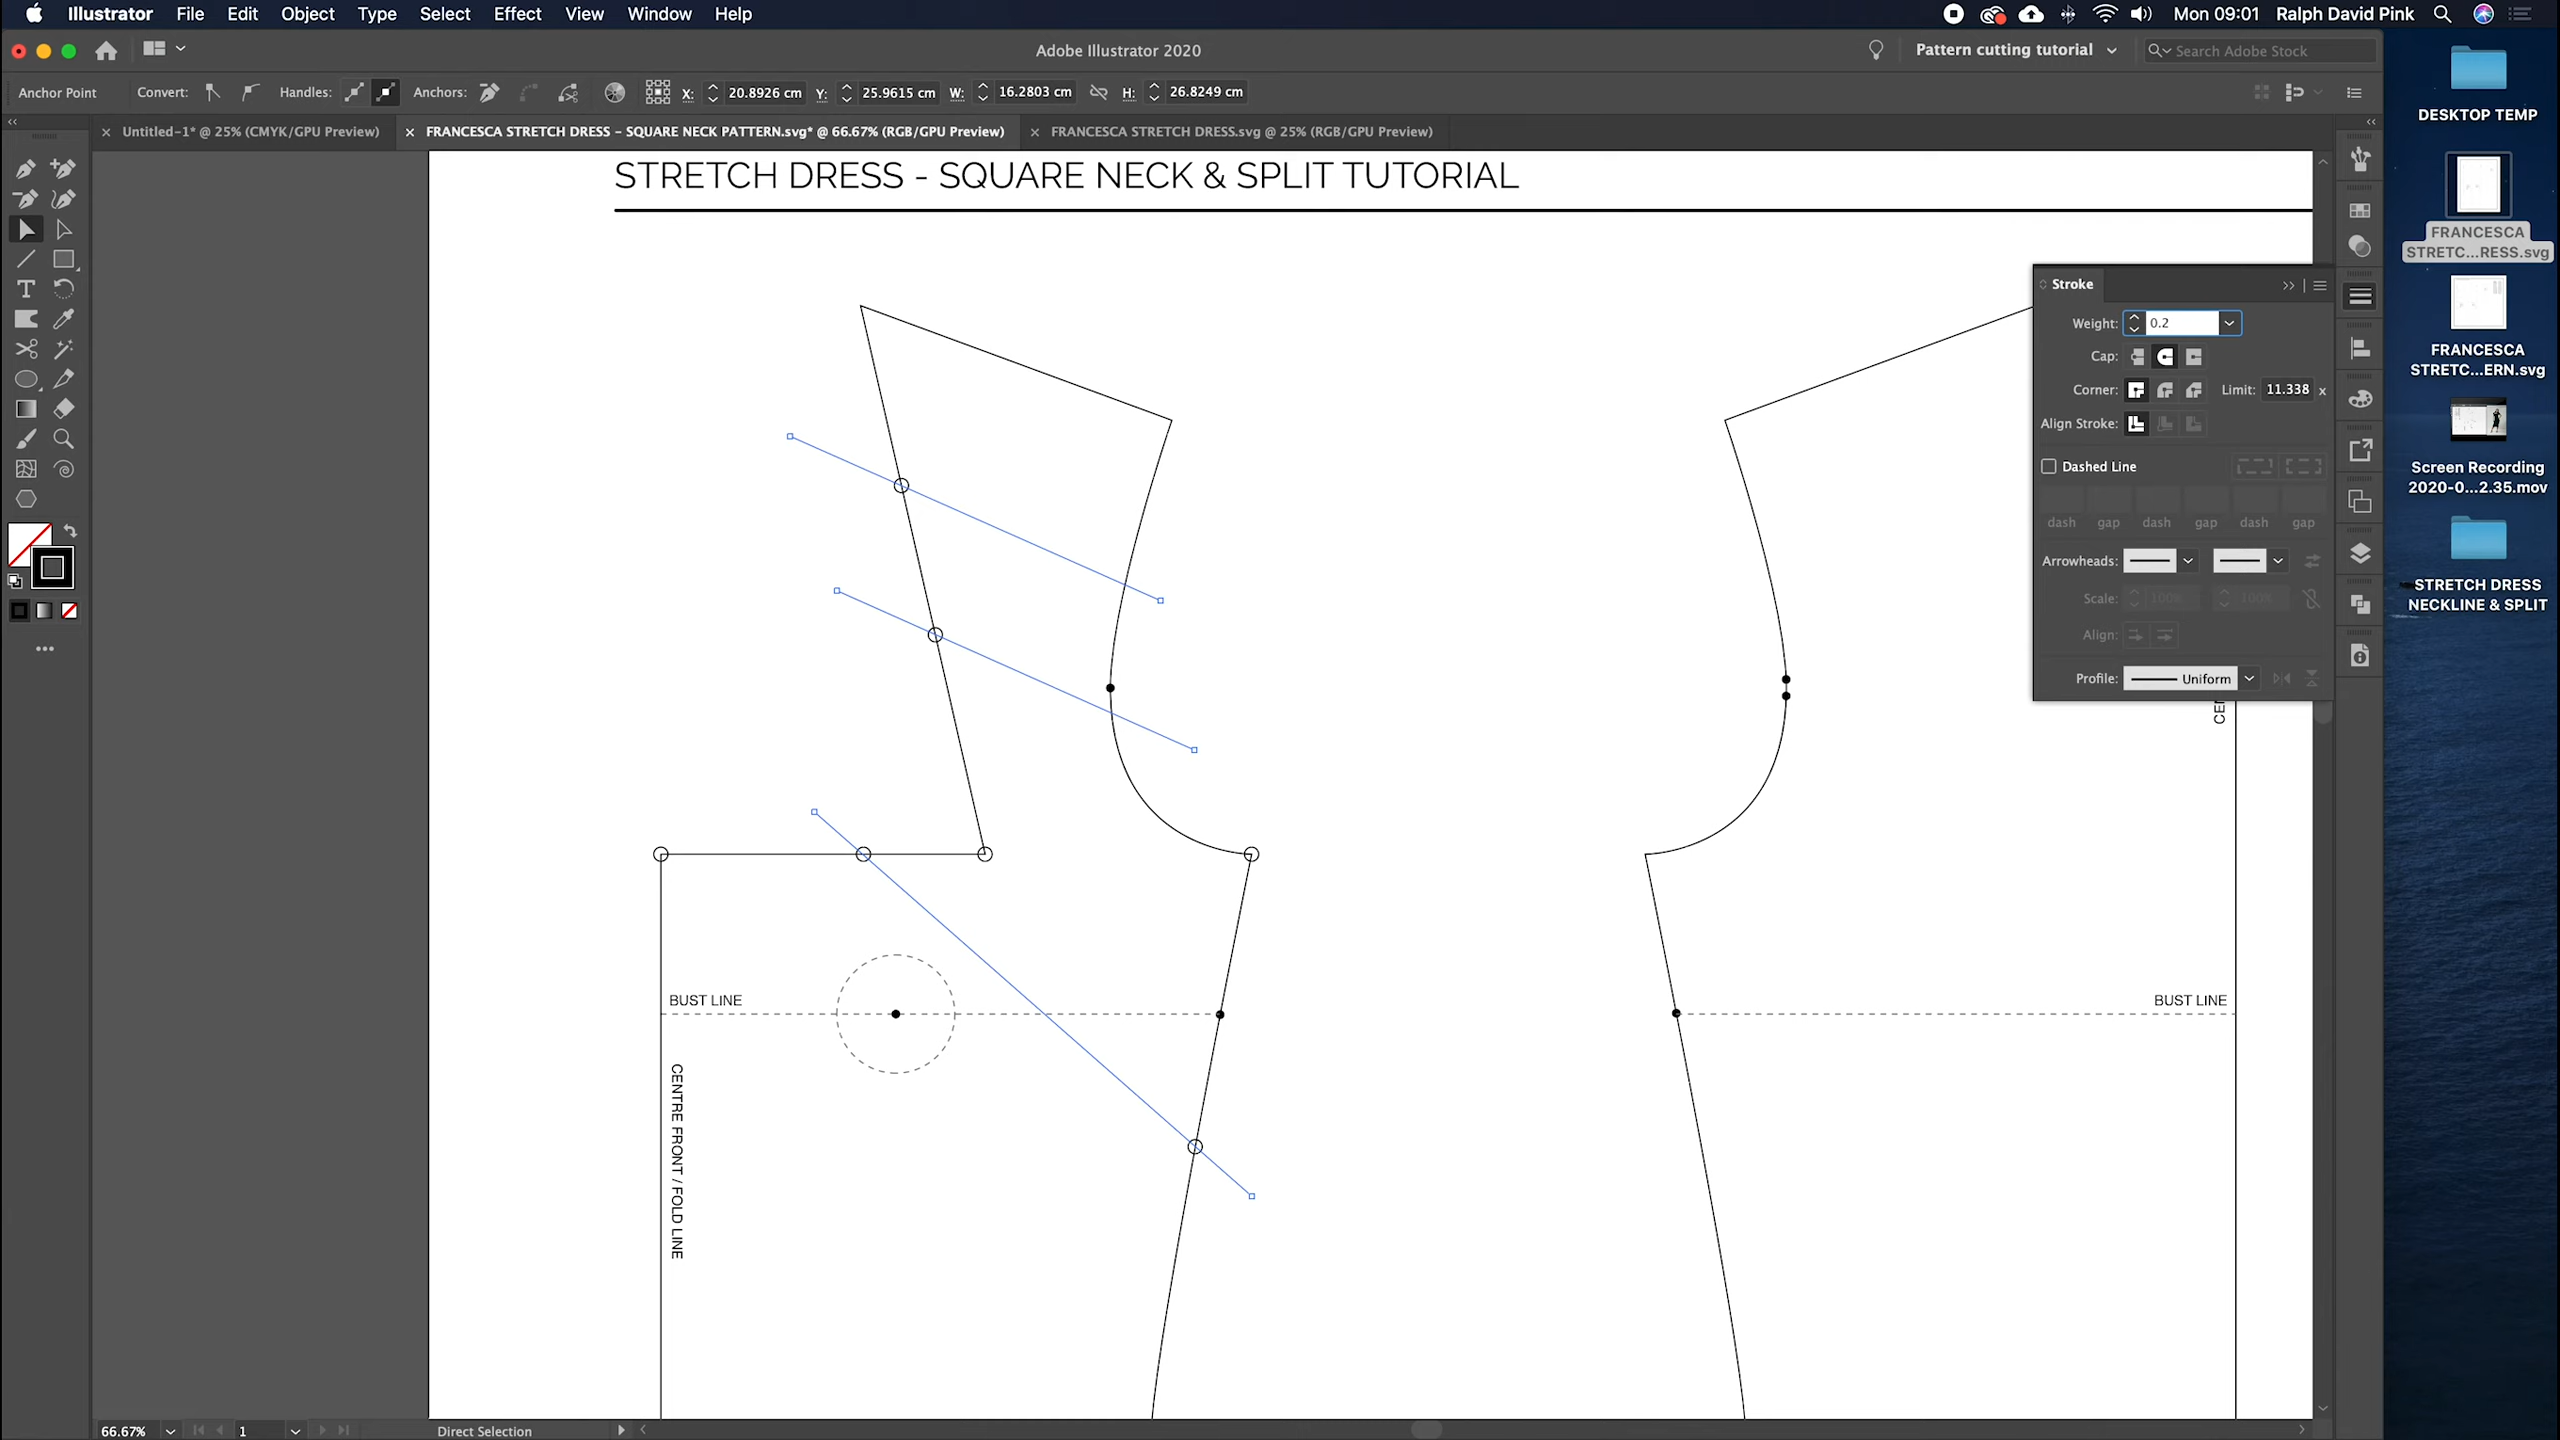 Illustrator File Edit Object Type Select Effect View Window Help Mon 09:01 Ralph David Pink
Adobe Illustrator 2020 Pattern cutting tutorial Search Adobe Stock
Anchor Point Convert: Handles: Anchors: X: 20.8926 cm Y: 25.9615 cm W: 16.2803 cm H: 26.8249 cm
Untitled-1* @ 25% (CMYK/GPU Preview) FRANCESCA STRETCH DRESS – SQUARE NECK PATTERN.svg* @ 66.67% (RGB/GPU Preview) FRANCESCA STRETCH DRESS.svg @ 25% (RGB/GPU Preview)
STRETCH DRESS - SQUARE NECK & SPLIT TUTORIAL
Stroke
Weight: 0.2
Cap:
Corner: Limit: 11.338 x
Align Stroke:
Dashed Line
dash gap dash gap dash gap
Arrowheads:
Scale: 100% 100%
Align:
Profile: Uniform
CEN
BUST LINE
BUST LINE
CENTRE FRONT / FOLD LINE
DESKTOP TEMP
FRANCESCA
STRETC...RESS.svg
FRANCESCA
STRETC...ERN.svg
Screen Recording
2020-0...2.35.mov
STRETCH DRESS
NECKLINE & SPLIT
T
66.67% 1 Direct Selection